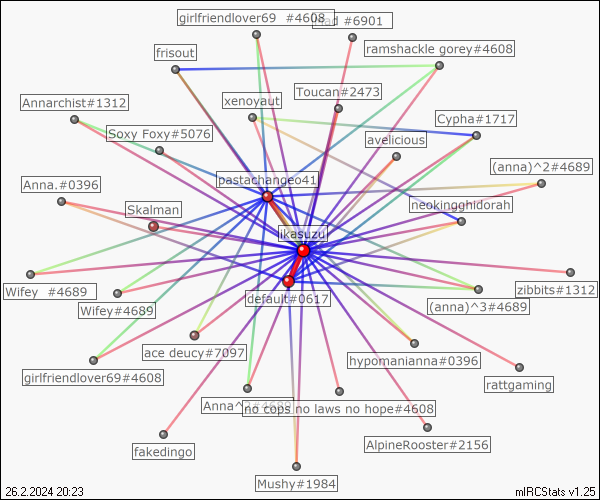 girlfriendlover69 #4608
#6901
frisout
ramshackle gorey#4608
Toucan#2473
Annarchist#1312
xenoyaut
Cypha#1717
Soxy Foxy#5076
avelicious
(anna)^2#4689
pastachangeo41
Anna.#0396
neokingghidorah
Skalman
ikasuzu
Wifey #4689
zibbits#1312
default#0617
Wifey#4689
(anna)^3#4689
ace deucy#7097
hypomanianna#0396
girlfriendlover69#4608
rattgaming
no cops no laws no hope#4608
fakedingo
AlpineRooster#2156
Mushy#1984
26.2.2024 20:23
mIRCStats v1.25